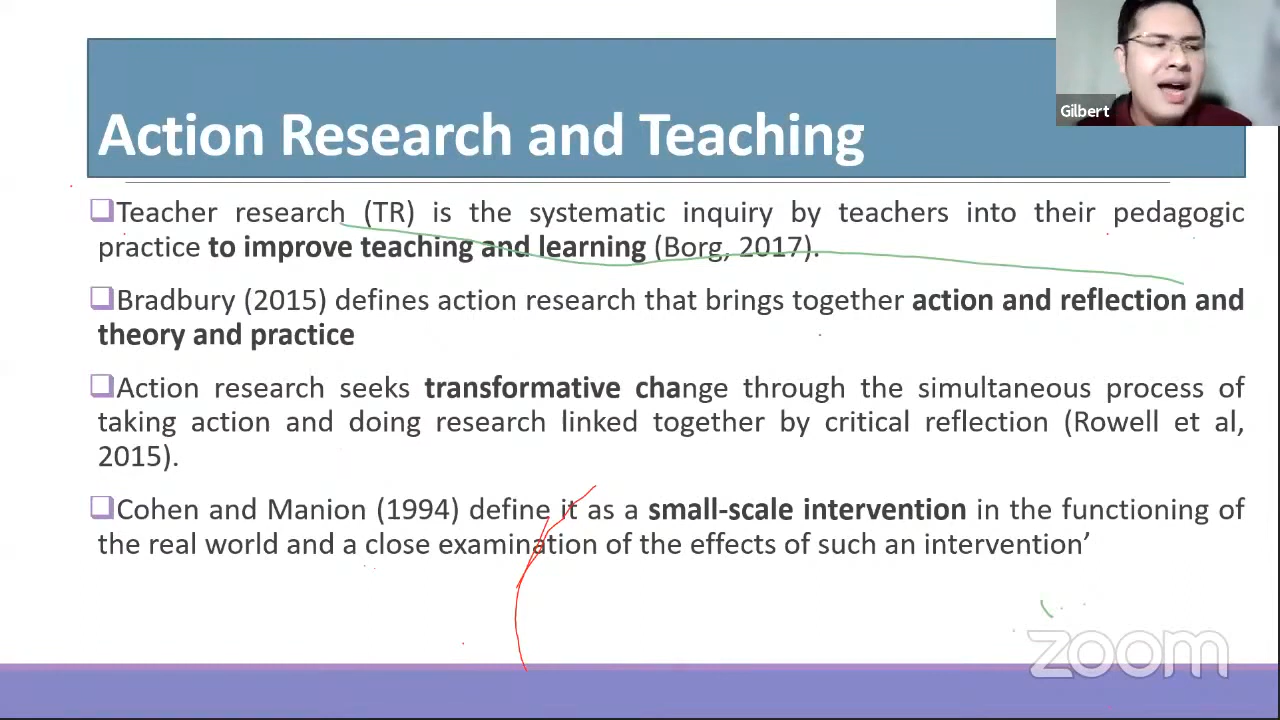 Gilbert
Action Research and Teaching
Teacher research (TR) is the systematic inquiry by teachers into their pedagogic
practice to improve teaching and learning (Borg, 2017).
Bradbury (2015) defines action research that brings together action and reflection and
theory and practice
Action research seeks transformative change through the simultaneous process of
taking action and doing research linked together by critical reflection (Rowell et al,
2015).
Cohen and Manion (1994) define it as a small-scale intervention in the functioning of
the real world and a close examination of the effects of such an intervention’
zoom